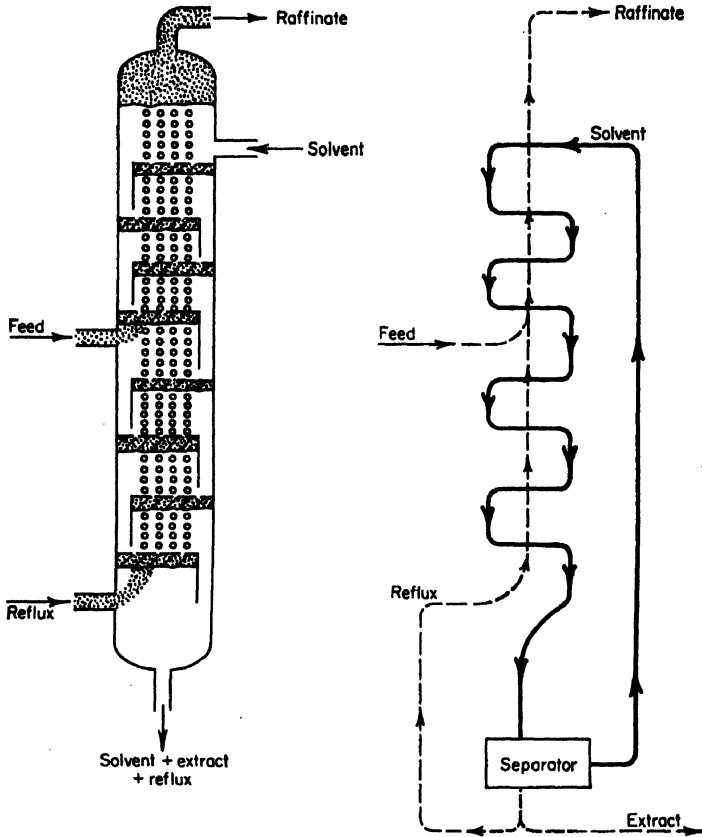 Raffinate
Solvent
Feed
Reflux
Solvent + extract
+ reflux
Raffinate
Solvent
Feed
Reflux
Separator
Extract